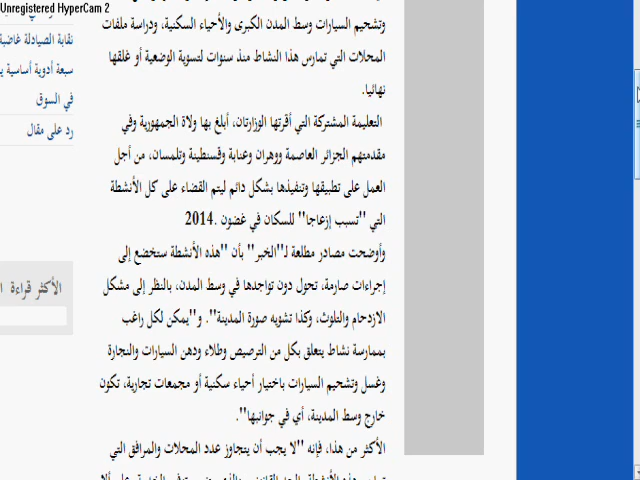 Unregistered HyperCam 2
وتشحيم السيارات وسط المدن الكبرى والأحياء السكنية، ودراسة ملفات
المحلات التي تمارس هذا النشاط منذ سنوات لتسوية الوضعية أو غلقها
نهائيا.
التعليمة المشتركة التي أقرتها الوزارتان، أبلغ بها ولاة الجمهورية وفي
مقدمتهم الجزائر العاصمة ووهران وعنابة وقسنطينة وتلمسان، من أجل
العمل على تطبيقها وتنفيذها بشكل دائم ليتم القضاء على كل الأنشطة
التي "تسبب إزعاجا" للسكان في غضون .2014
وأوضحت مصادر مطلعة لـ"الخبر" بأن "هذه الأنشطة ستخضع إلى
إجراءات صارمة، تحول دون تواجدها في وسط المدن، بالنظر إلى مشكل
الازدحام والتلوث، وكذا تشويه صورة المدينة". و"يمكن لكل راغب
بممارسة نشاط يتعلق بكل من الترصيص وطلاء ودهن السيارات والنجارة
وغسل وتشحيم السيارات باختيار أحياء سكنية أو مجمعات تجارية، تكون
خارج وسط المدينة، أي في جوانبها".
الأكثر من هذا، فإنه "لا يجب أن يتجاوز عدد المحلات والمرافق التي
نقابة الصيادلة غاضبة
سبعة أدوية أساسية
في السوق
رد على مقال
الأكثر قراءة